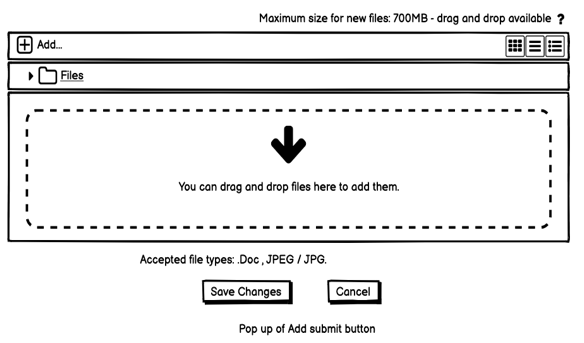 Maximum size for new files: 700MB - drag and drop available ?
Add...
Files
You can drag and drop files here to add them.
Accepted file types: .Doc , JPEG / JPG.
Save Changes Cancel
Pop up of Add submit button